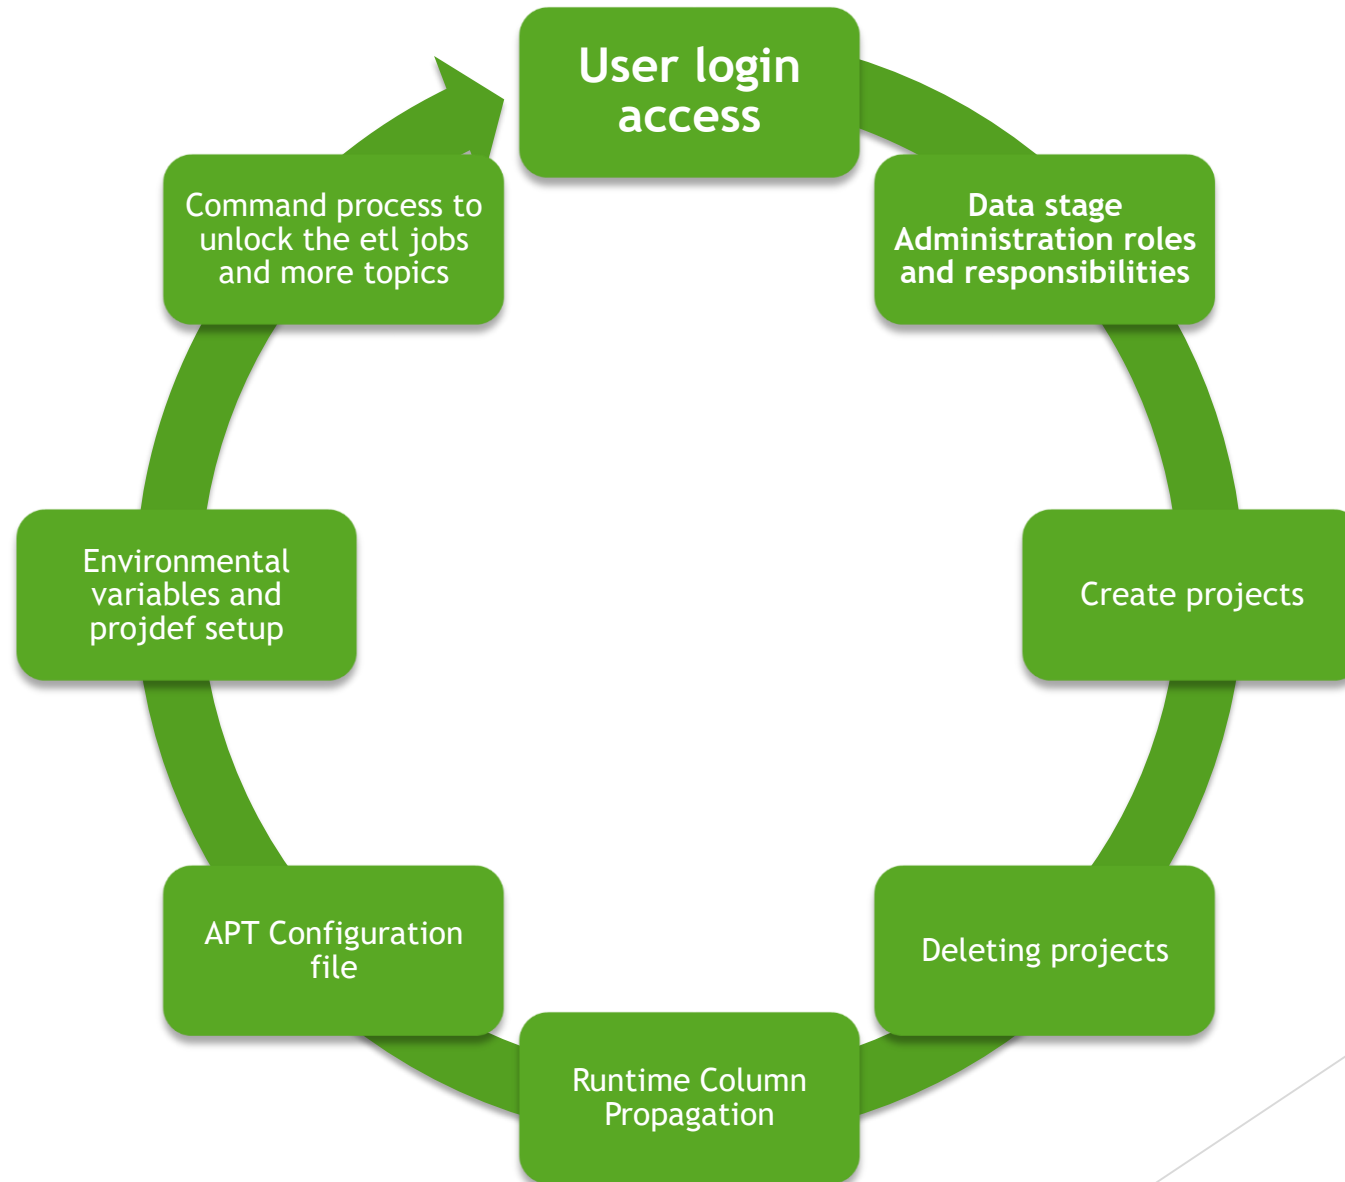 User login
access
Data stage
Administration roles
and responsibilities
Create projects
Deleting projects
Runtime Column
Propagation
APT Configuration
file
Environmental
variables and
projdef setup
Command process to
unlock the etl jobs
and more topics